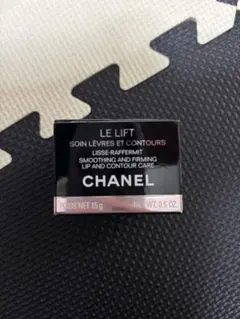 LE LIFT
SOIN LÈVRES ET CONTOURS
LISSE-RAFFERMIT
SMOOTHING AND FIRMING
LIP AND CONTOUR CARE
CHANEL
NET 15 g WT. 0.5 OZ.